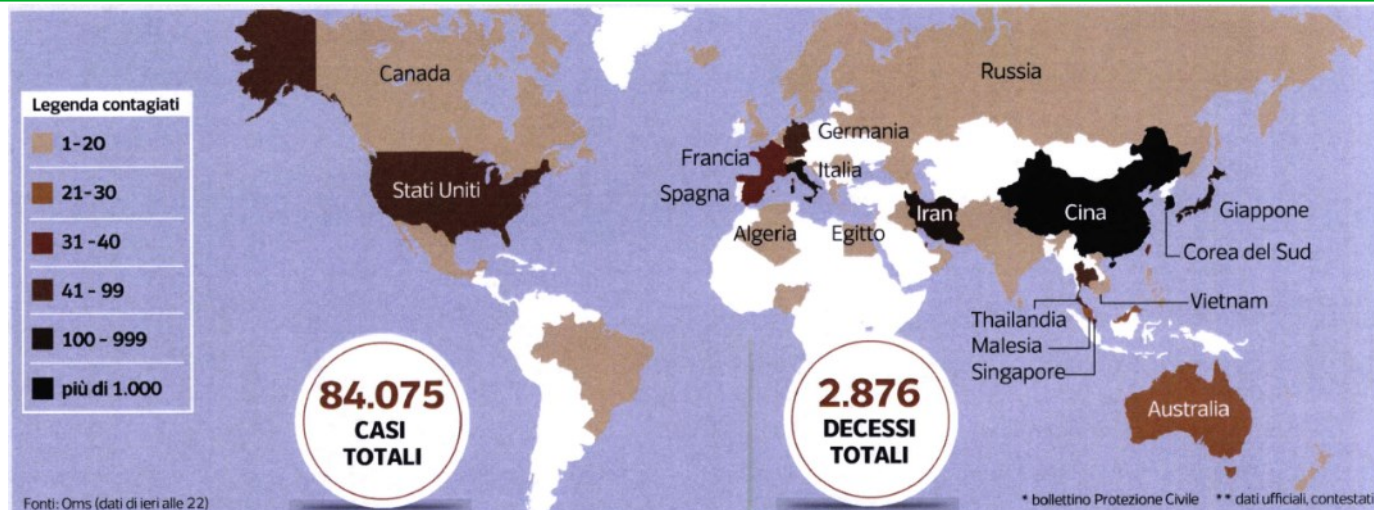 Legenda contagiati
1-20
21-30
31-40
41-99
100-999
più di 1.000
Canada
Stati Uniti
Russia
Germania
Francia
Italia
Spagna
Algeria
Egitto
Iran
Cina
Giappone
Corea del Sud
Vietnam
Thailandia
Malesia
Singapore
Australia
84.075
CASI
TOTALI
2.876
DECESSI
TOTALI
Fonti: Oms (dati di ieri alle 22)
* bollettino Protezione Civile ** dati ufficiali, contestati